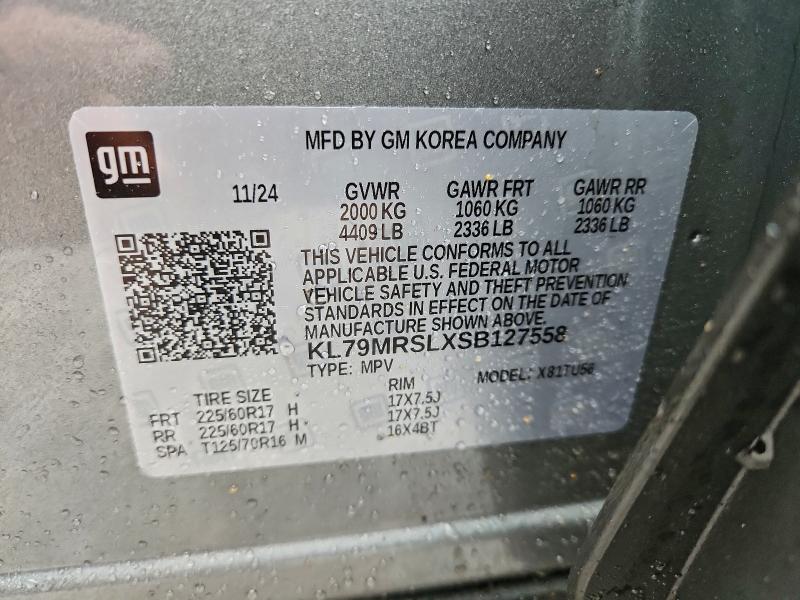 gm
MFD BY GM KOREA COMPANY
11/24 GVWR GAWR FRT GAWR RR
2000 KG 1060 KG 1060 KG
4409 LB 2336 LB 2336 LB
THIS VEHICLE CONFORMS TO ALL
APPLICABLE U.S. FEDERAL MOTOR
VEHICLE SAFETY AND THEFT PREVENTION
STANDARDS IN EFFECT ON THE DATE OF
MANUFACTURE SHOWN ABOVE.
KL79MRSLXSB127558
TYPE: MPV MODEL: X81TU56
TIRE SIZE RIM
FRT 225/60R17 H 17X7.5J
RR 225/60R17 H 17X7.5J
SPA T125/70R16 M 16X4BT